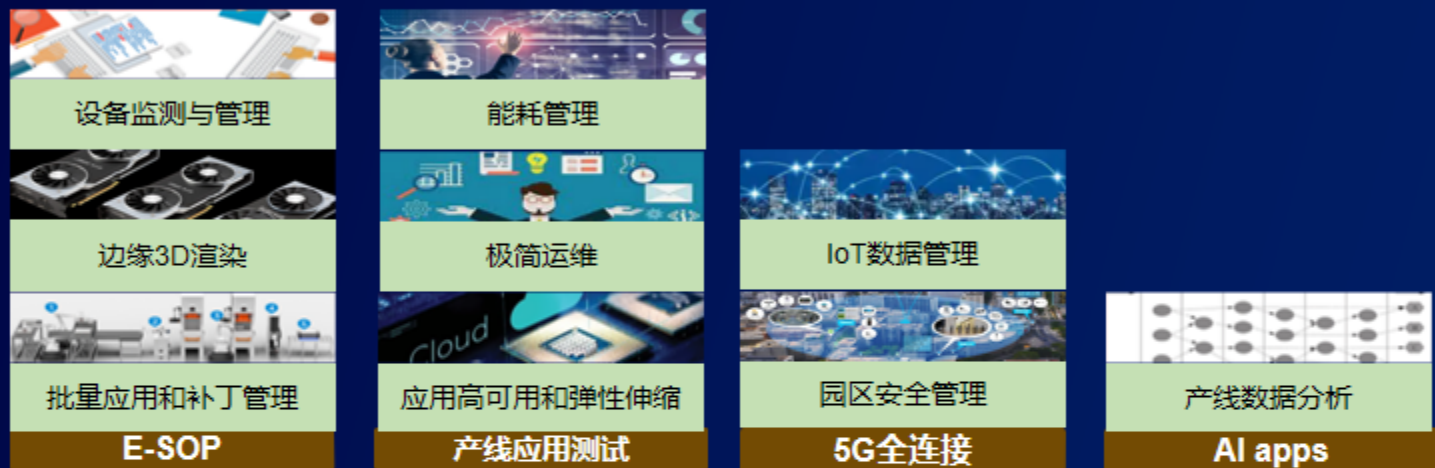 设备监测与管理
能耗管理
边缘3D渲染
极简运维
IoT数据管理
Cloud
批量应用和补丁管理
应用高可用和弹性伸缩
园区安全管理
产线数据分析
E-SOP
产线应用测试
5G全连接
AI apps